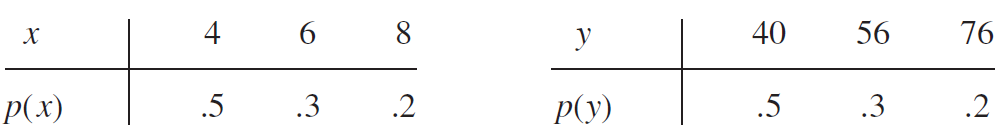 x 4 6 8 y 40 56 76
p(x) .5 .3 .2 p(y) .5 .3 .2